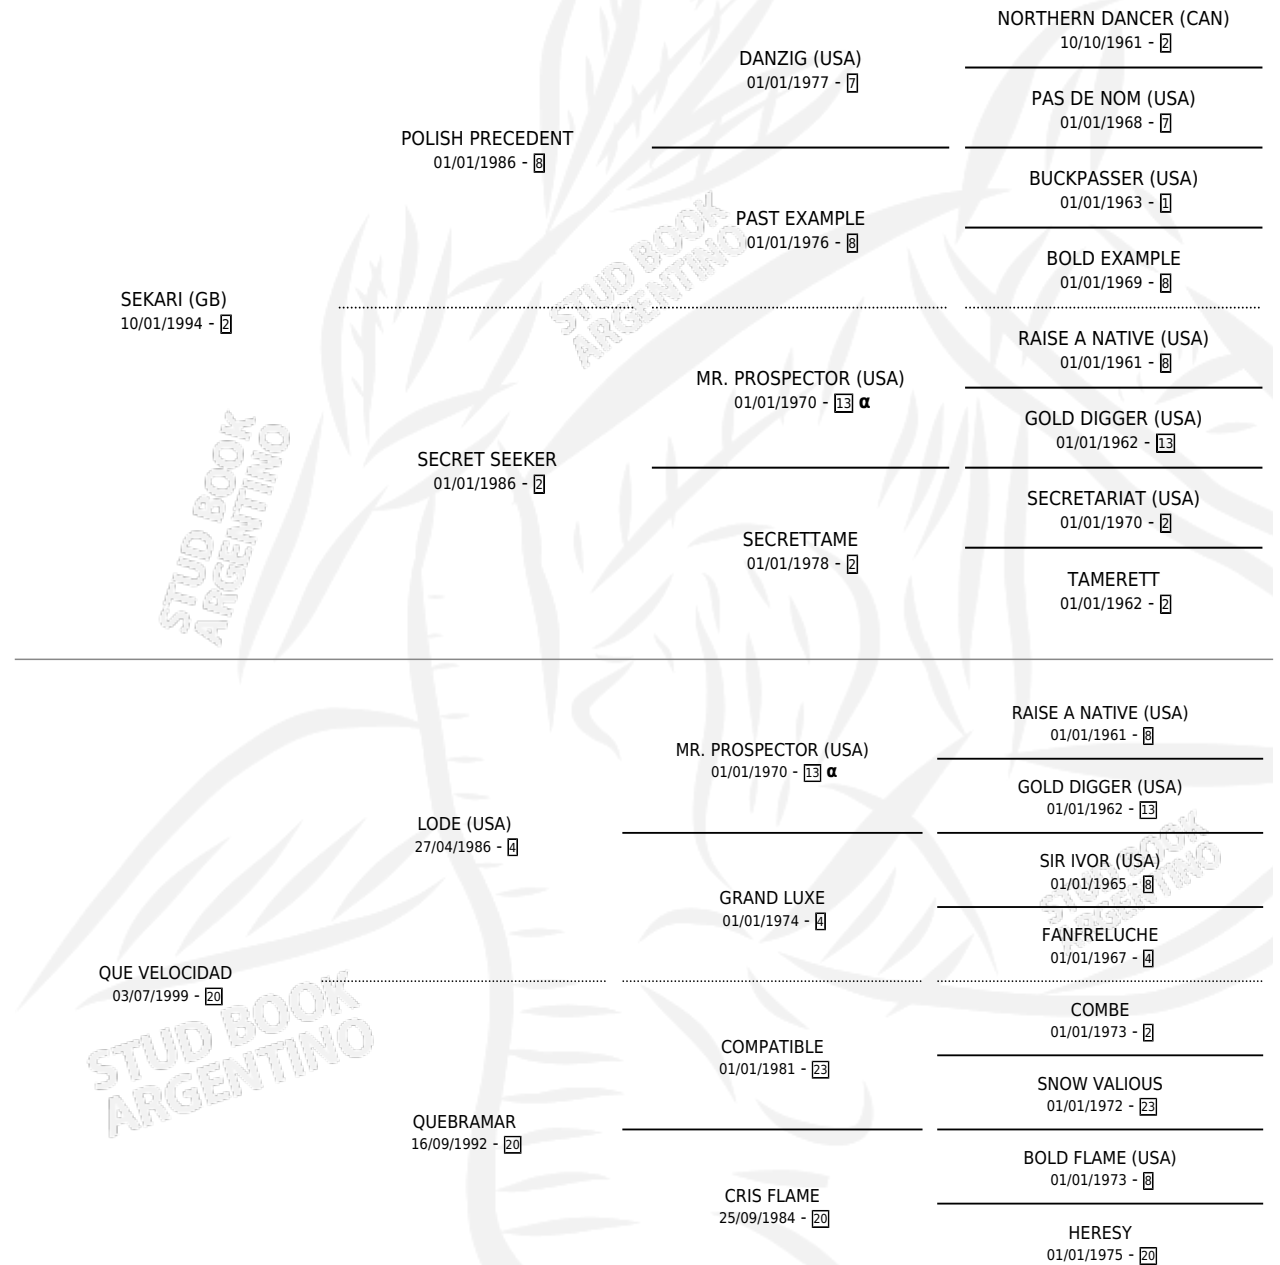 NORTHERN DANCER (CAN)
10/10/1961 - 2
DANZIG (USA)
01/01/1977 - 7
PAS DE NOM (USA)
01/01/1968 - 7
POLISH PRECEDENT
01/01/1986 - 8
BUCKPASSER (USA)
01/01/1963 - 1
PAST EXAMPLE
01/01/1976 - 8
BOLD EXAMPLE
01/01/1969 - 8
SEKARI (GB)
10/01/1994 - 2
RAISE A NATIVE (USA)
01/01/1961 - 8
MR. PROSPECTOR (USA)
01/01/1970 - 13 α
GOLD DIGGER (USA)
01/01/1962 - 13
SECRET SEEKER
01/01/1986 - 2
SECRETARIAT (USA)
01/01/1970 - 2
SECRETTAME
01/01/1978 - 2
TAMERETT
01/01/1962 - 2
RAISE A NATIVE (USA)
01/01/1961 - 8
MR. PROSPECTOR (USA)
01/01/1970 - 13 α
GOLD DIGGER (USA)
01/01/1962 - 13
LODE (USA)
27/04/1986 - 4
SIR IVOR (USA)
01/01/1965 - 8
GRAND LUXE
01/01/1974 - 4
FANFRELUCHE
01/01/1967 - 4
QUE VELOCIDAD
03/07/1999 - 20
COMBE
01/01/1973 - 2
COMPATIBLE
01/01/1981 - 23
SNOW VALIOUS
01/01/1972 - 23
QUEBRAMAR
16/09/1992 - 20
BOLD FLAME (USA)
01/01/1973 - 8
CRIS FLAME
25/09/1984 - 20
HERESY
01/01/1975 - 20
STUD BOOK
ARGENTINO
STUD BOOK
ARGENTINO
STUD BOOK
ARGENTINO
STUD BOOK
ARGENTINO